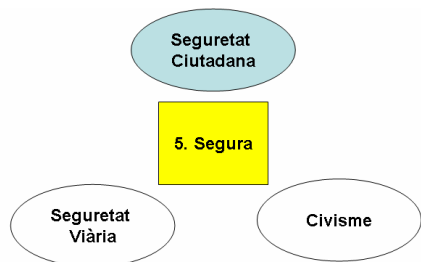 Seguretat
Ciutadana
5. Segura
Seguretat
Viària
Civisme